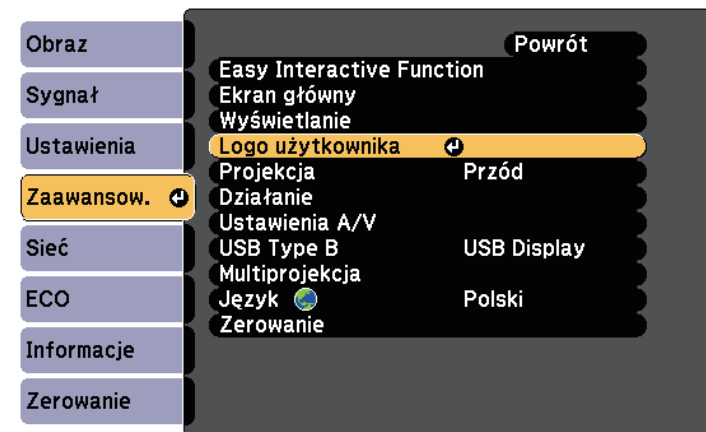 Obraz
Sygnał
Ustawienia
Zaawansow.
Sieć
ECO
Informacje
Zerowanie
Powrót
Easy Interactive Function
Ekran główny
Wyświetlanie
Logo użytkownika
Projekcja Przód
Działanie
Ustawienia A/V
USB Type B USB Display
Multiprojekcja
Język Polski
Zerowanie